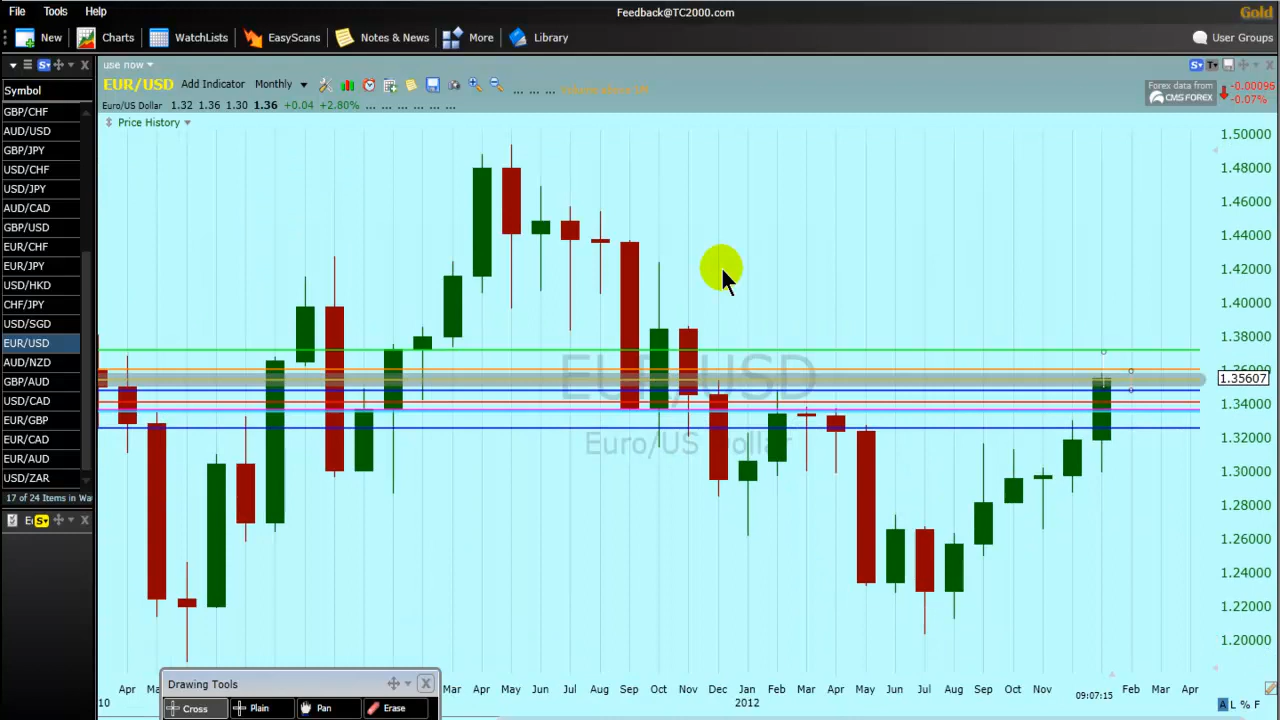 File Tools Help Feedback@TC2000.com Gold
New Charts WatchLists EasyScans Notes & News More Library User Groups
S use now S T
Symbol EUR/USD Add Indicator Monthly ... ... ... Forex data from CMS FOREX -0.00096 -0.07%
Euro/US Dollar 1.32 1.36 1.30 1.36 +0.04 +2.80% ... ... ... ... ... ...
Price History
GBP/CHF
AUD/USD
GBP/JPY
USD/CHF
USD/JPY
AUD/CAD
GBP/USD
EUR/CHF
EUR/JPY
USD/HKD
CHF/JPY
USD/SGD
EUR/USD
AUD/NZD
GBP/AUD
USD/CAD
EUR/GBP
EUR/CAD
EUR/AUD
USD/ZAR
17 of 24 Items in Wa
E S
EUR/USD
Euro/US Dollar
1.50000
1.48000
1.46000
1.44000
1.42000
1.40000
1.38000
1.35607
1.34000
1.32000
1.30000
1.28000
1.26000
1.24000
1.22000
1.20000
Apr Mar Apr May Jun Jul Aug Sep Oct Nov Dec Jan Feb Mar Apr May Jun Jul Aug Sep Oct Nov 09:07:15 Feb Mar Apr
10 2012 A L % F
Drawing Tools
Cross Plain Pan Erase